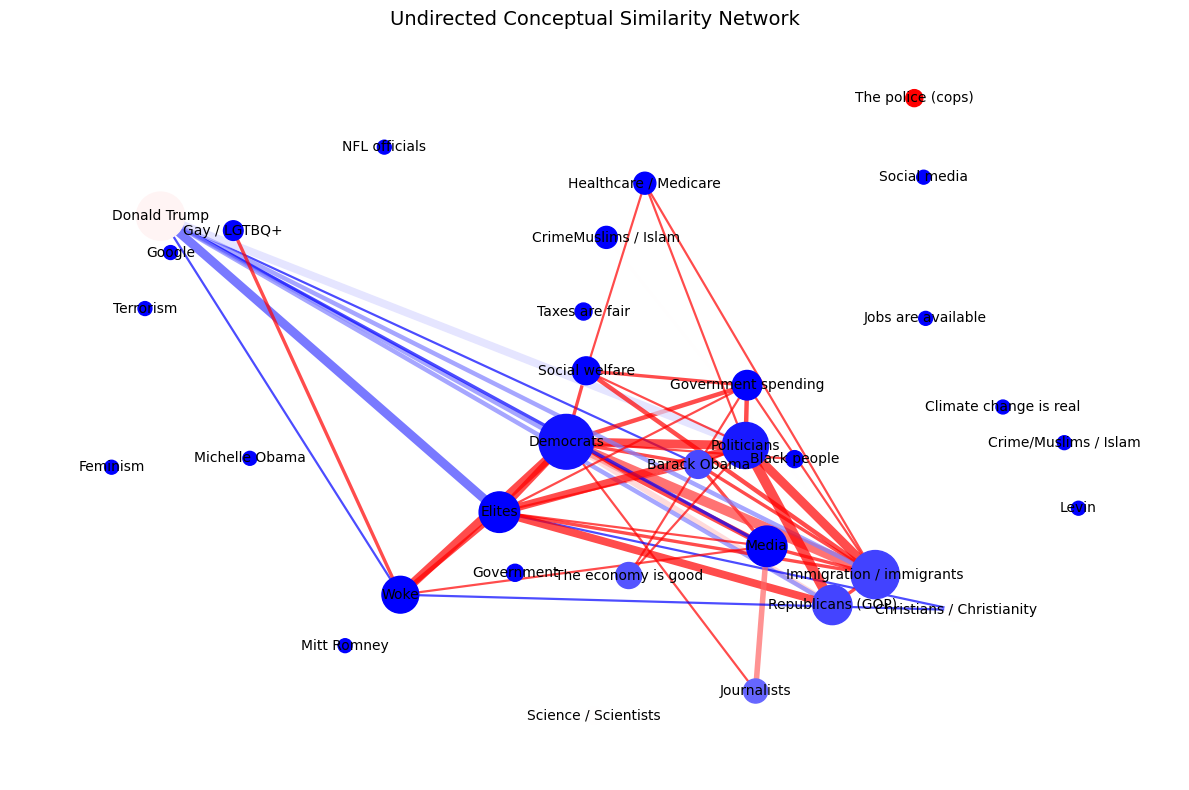 Undirected Conceptual Similarity Network
The police (cops)
NFL officials
Social media
Healthcare / Medicare
Donald Trump
Gay / LGTBQ+
CrimeMuslims / Islam
Google
Terrorism
Taxes are fair
Jobs are available
Social welfare
Government spending
Climate change is real
Democrats
Politicians
Crime/Muslims / Islam
Feminism
Michelle Obama
Barack Obama
Black people
Levin
Elites
Media
Government
The economy is good
Immigration / immigrants
Woke
Republicans (GOP)
Christians / Christianity
Mitt Romney
Journalists
Science / Scientists